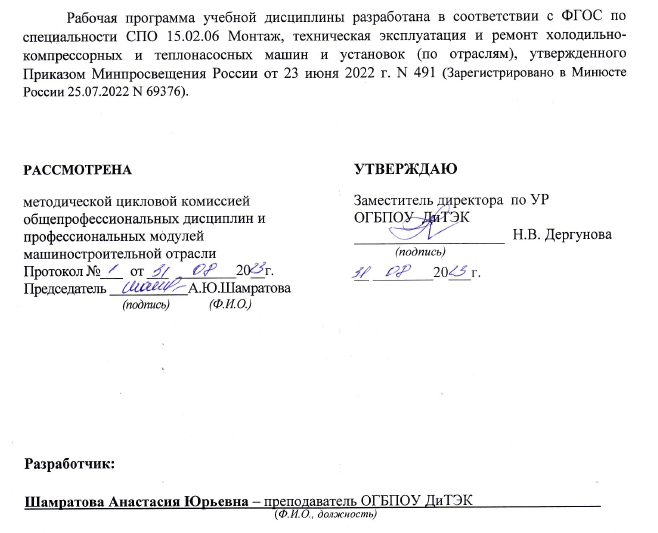 Рабочая программа учебной дисциплины разработана в соответствии с ФГОС по
специальности СПО 15.02.06 Монтаж, техническая эксплуатация и ремонт холодильно-
компрессорных и теплонасосных машин и установок (по отраслям), утвержденного
Приказом Минпросвещения России от 23 июня 2022 г. N 491 (Зарегистрировано в Минюсте
России 25.07.2022 N 69376).
РАССМОТРЕНА
методической цикловой комиссией
общепрофессиональных дисциплин и
профессиональных модулей
машиностроительной отрасли
Протокол № 1 от 31 08 2023г.
Председатель А.Ю.Шамратова
(подпись) (Ф.И.О.)
УТВЕРЖДАЮ
Заместитель директора по УР
ОГБПОУ ДиТЭК
Н.В. Дергунова
(подпись)
31 08 2023г.
Разработчик:
Шамратова Анастасия Юрьевна – преподаватель ОГБПОУ ДиТЭК
(Ф.И.О., должность)